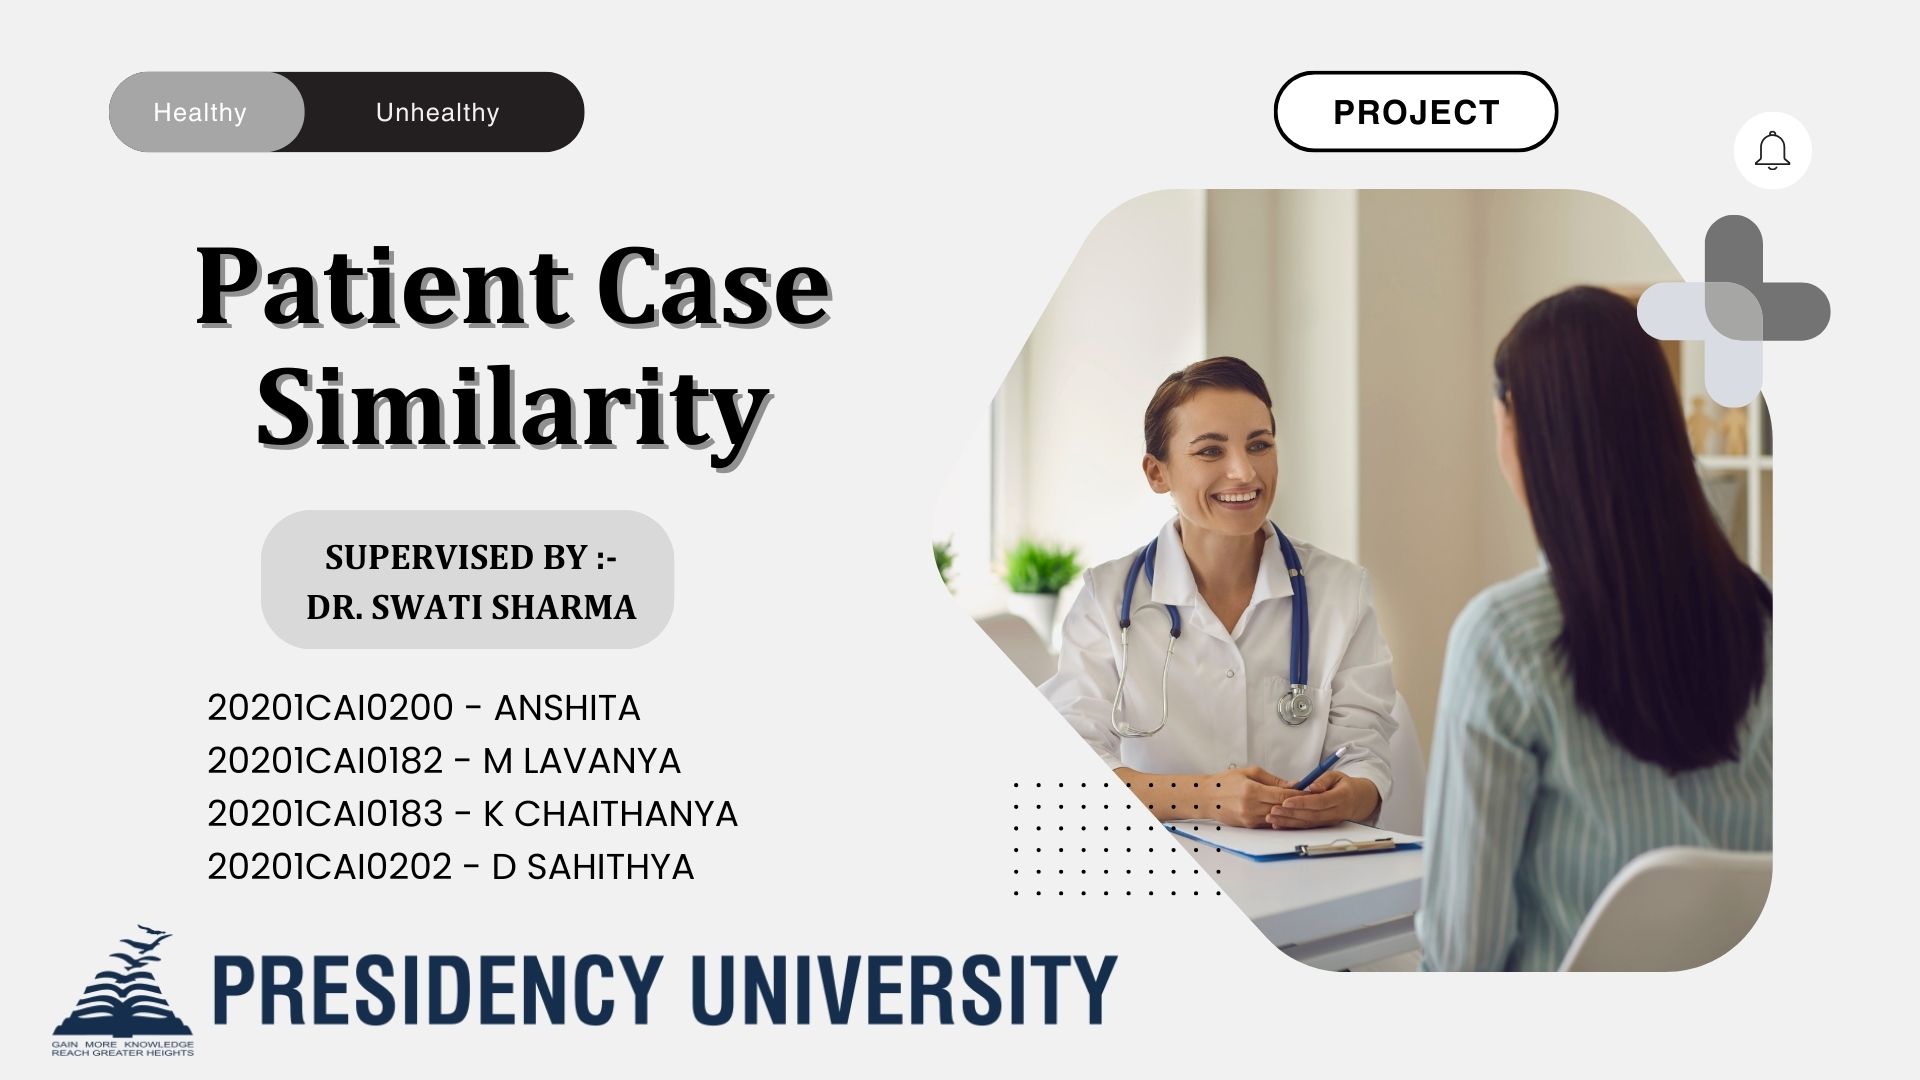 Healthy
Unhealthy
PROJECT
Patient Case
Similarity
SUPERVISED BY :-
DR. SWATI SHARMA
20201CAI0200 - ANSHITA
20201CAI0182 - M LAVANYA
20201CAI0183 - K CHAITHANYA
20201CAI0202 - D SAHITHYA
PRESIDENCY UNIVERSITY
GAIN MORE KNOWLEDGE
REACH GREATER HEIGHTS